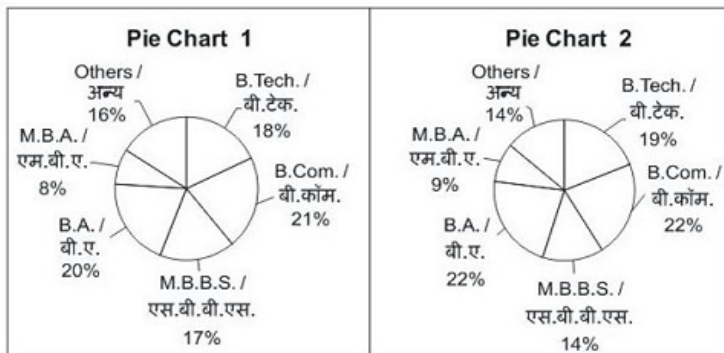 Pie Chart 1
Others /
अन्य
16%
B.Tech. /
बी.टेक.
18%
M.B.A. /
एम.बी.ए.
8%
B.Com. /
बी.कॉम.
21%
B.A. /
बी.ए.
20%
M.B.B.S. /
एस.बी.बी.एस.
17%
Pie Chart 2
Others /
अन्य
14%
B.Tech. /
बी.टेक.
19%
M.B.A. /
एम.बी.ए.
9%
B.Com. /
बी.कॉम.
22%
B.A. /
बी.ए.
22%
M.B.B.S. /
एस.बी.बी.एस.
14%